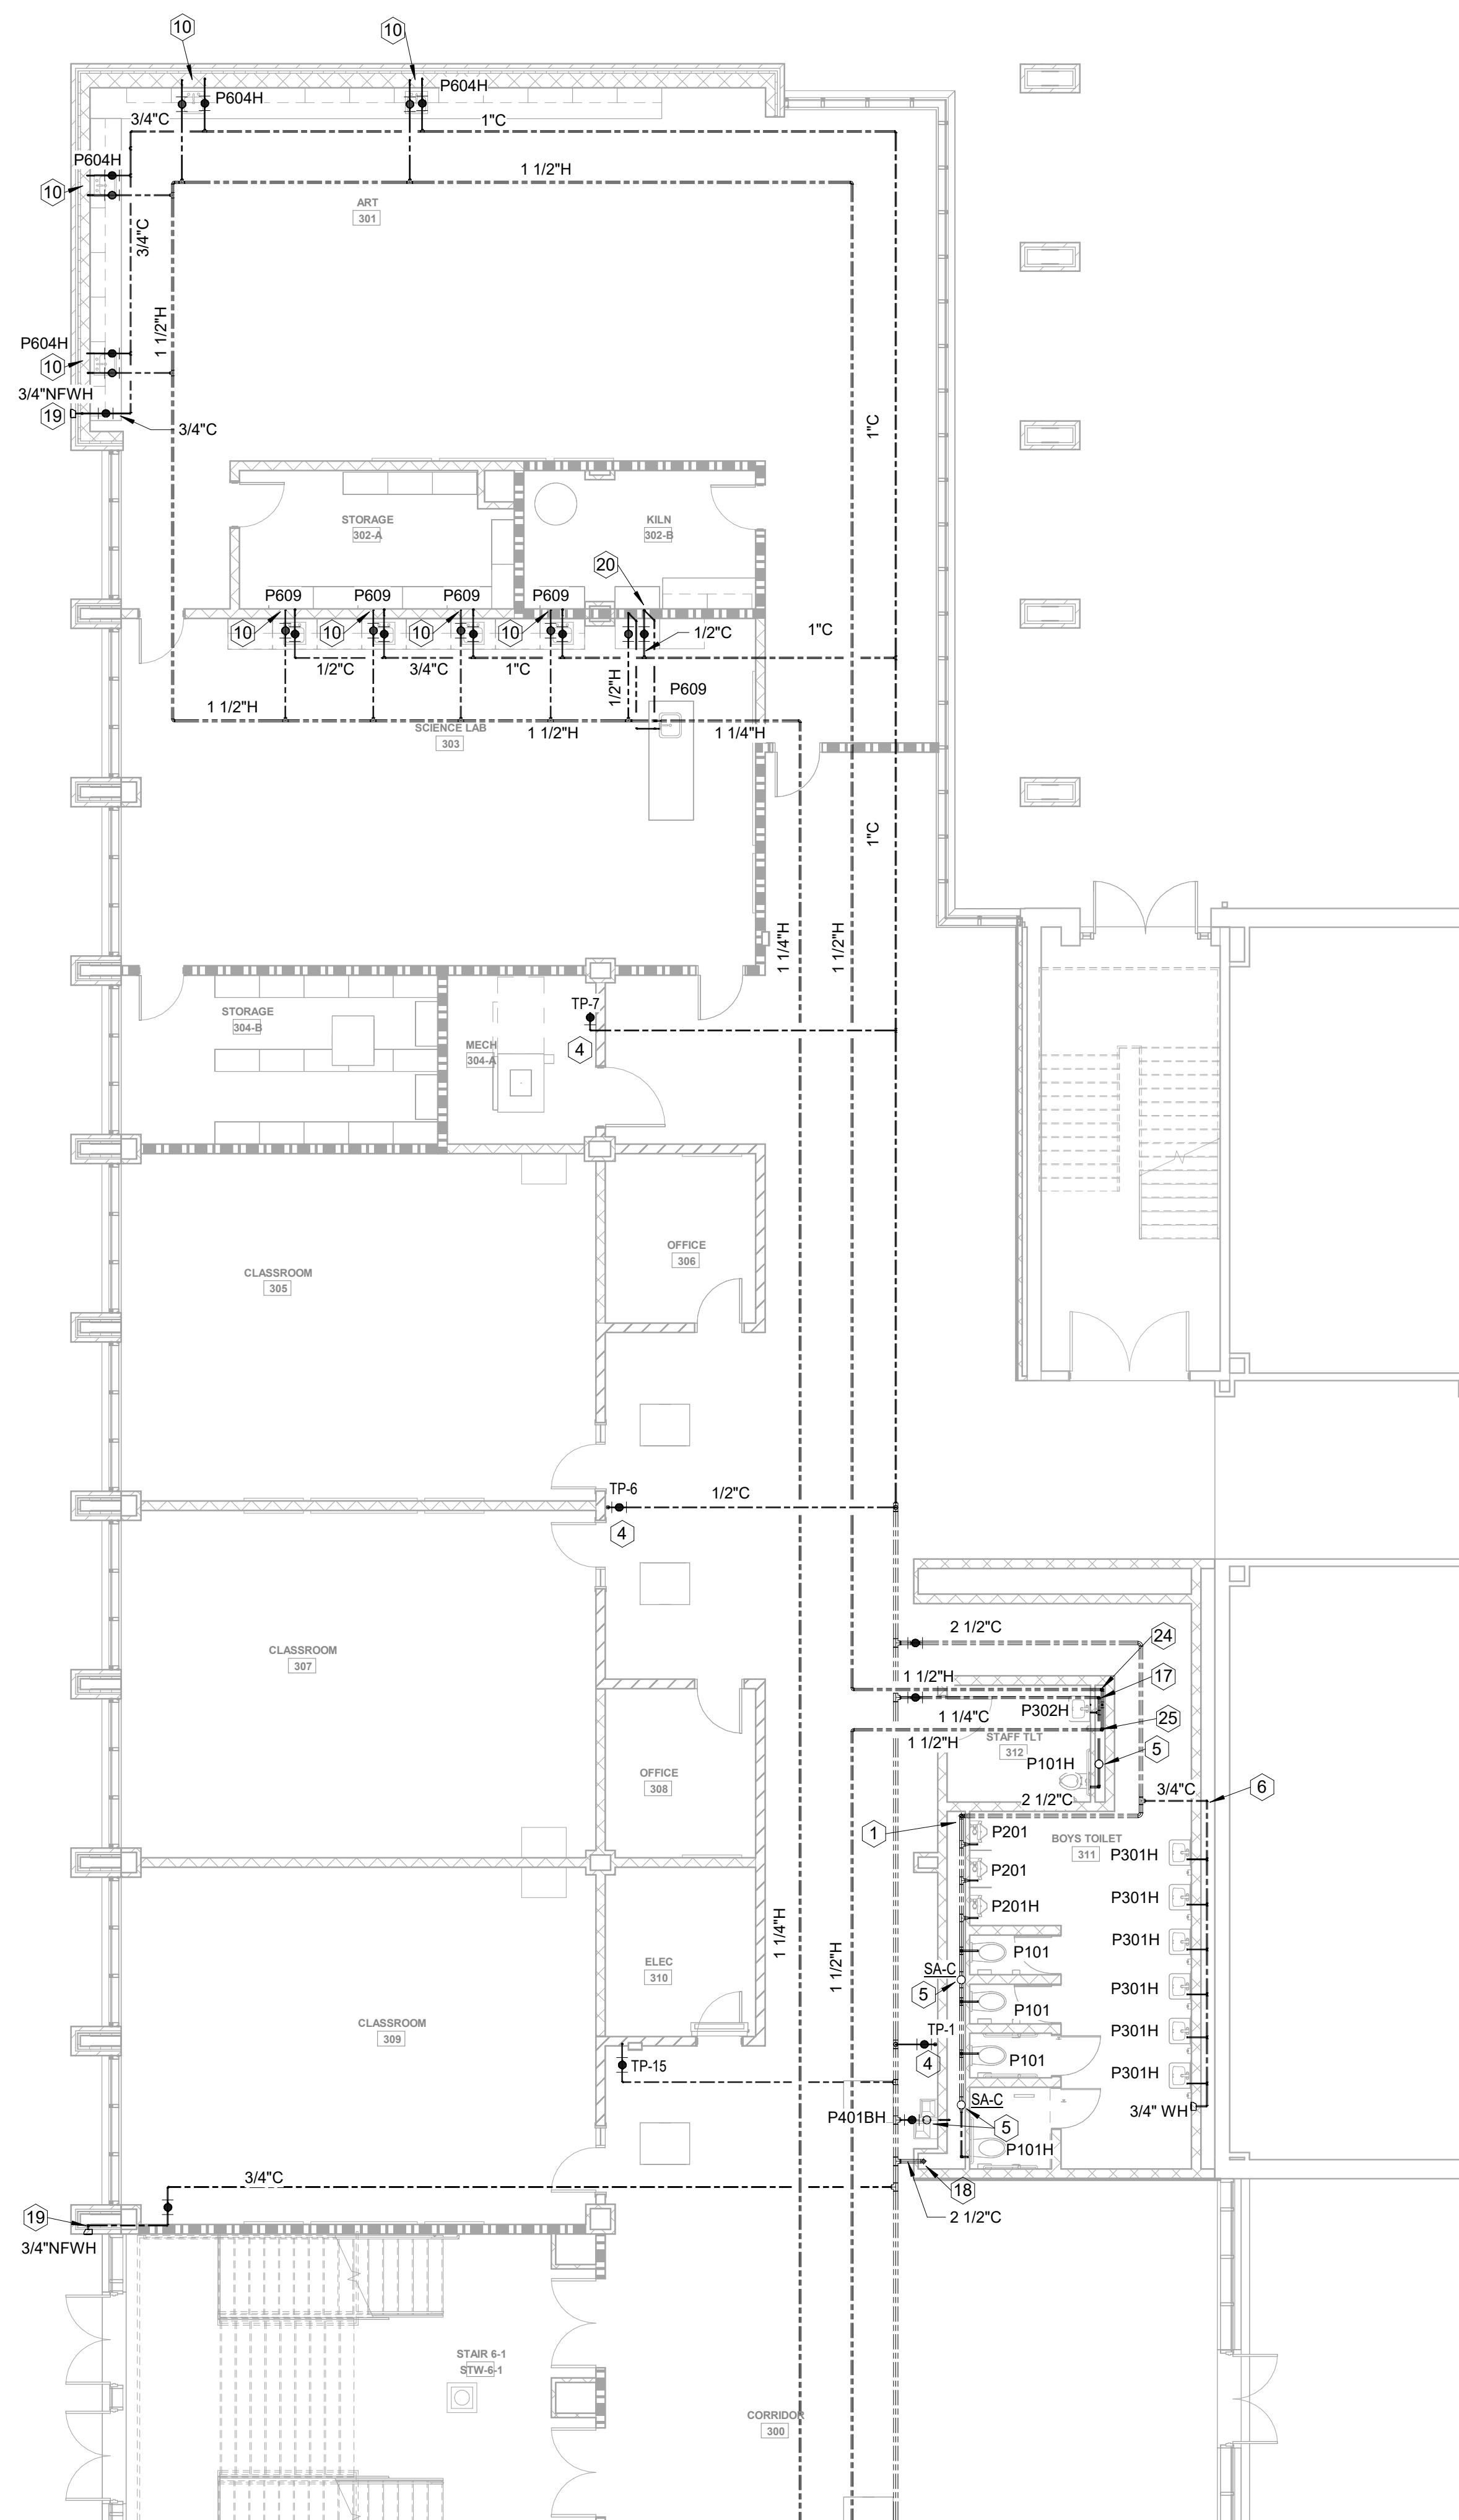 10
10
P604H
P604H
3/4"C
1"C
P604H
1 1/2"H
10
ART
301
3/4"C
1 1/2"H
P604H
10
3/4"NFWH
19
3/4"C
1"C
STORAGE
302-A
KILN
302-B
20
P609
P609
P609
P609
10
10
10
10
1/2"C
1"C
1/2"C
3/4"C
1"C
1/2"H
P609
1 1/2"H
SCIENCE LAB
303
1 1/2"H
1 1/4"H
1"C
1 1/4"H
1 1/2"H
TP-7
4
STORAGE
304-B
MECH
304-A
OFFICE
306
CLASSROOM
305
TP-6
1/2"C
4
2 1/2"C
24
CLASSROOM
307
1 1/2"H
17
P302H
1 1/4"C
25
STAFF TLT
312
1 1/2"H
5
P101H
OFFICE
308
3/4"C
6
2 1/2"C
1
P201
BOYS TOILET
311
P301H
P201
P301H
P201H
1 1/4"H
1 1/2"H
P301H
P101
ELEC
310
SA-C
5
P301H
P101
CLASSROOM
309
TP-1
P301H
4
P101
TP-15
P301H
SA-C
3/4" WH
P401BH
5
P101H
3/4"C
18
19
2 1/2"C
3/4"NFWH
STAIR 6-1
STW-6-1
CORRIDOR
300